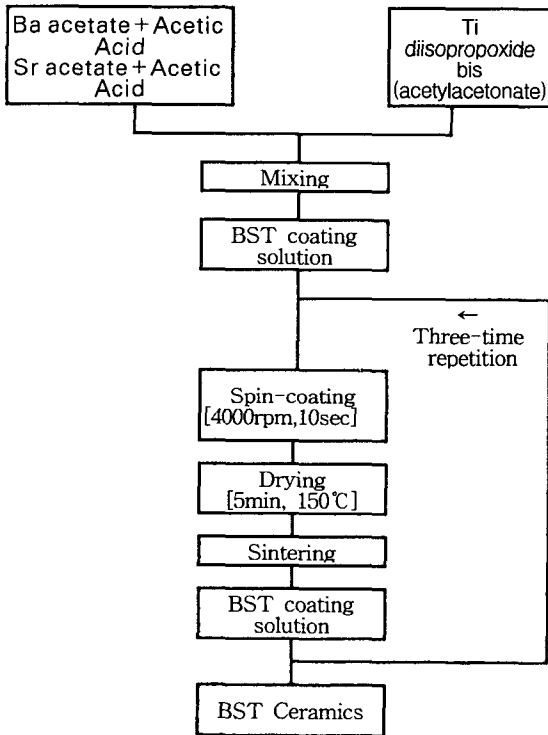 Ba acetate+Acetic
Acid
Sr acetate+Acetic
Acid
Ti
diisopropoxide
bis
(acetylacetonate)
Mixing
BST coating
solution
←
Three-time
repetition
Spin-coating
[4000rpm,10sec]
Drying
[5min, 150℃]
Sintering
BST coating
solution
BST Ceramics